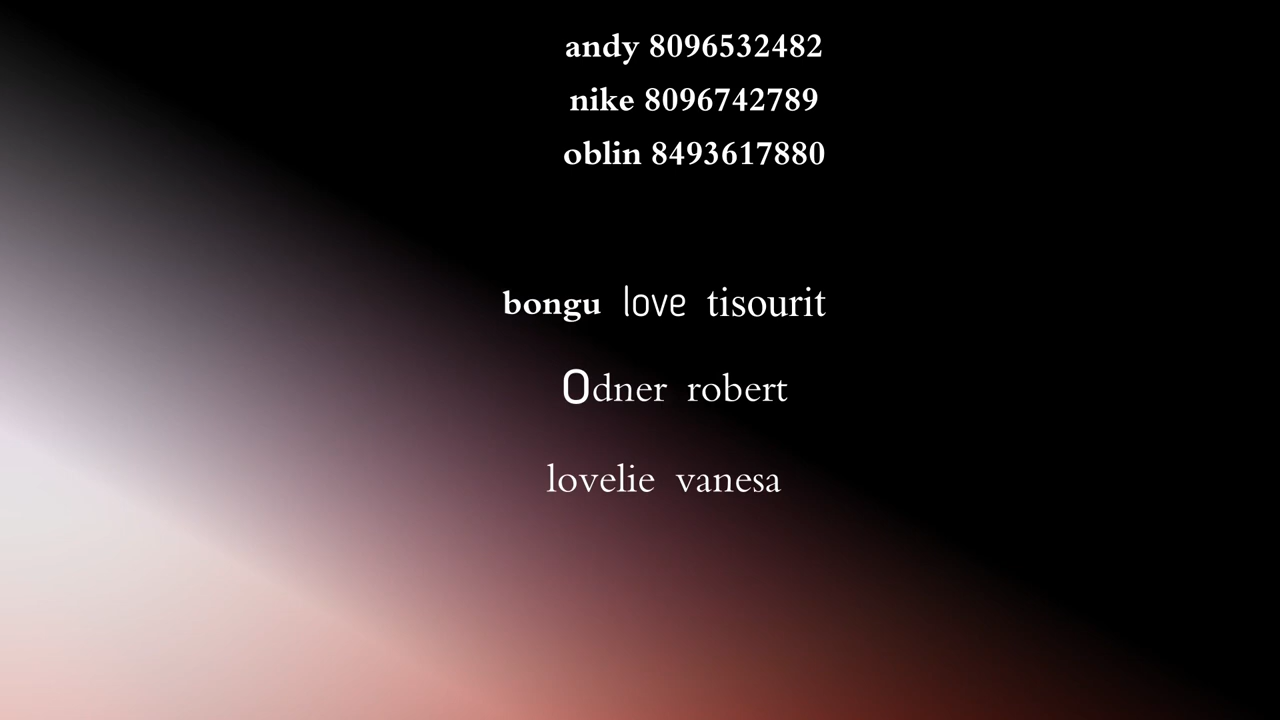 andy 8096532482
nike 8096742789
oblin 8493617880
bongu love tisourit
Odner robert
lovelie vanesa